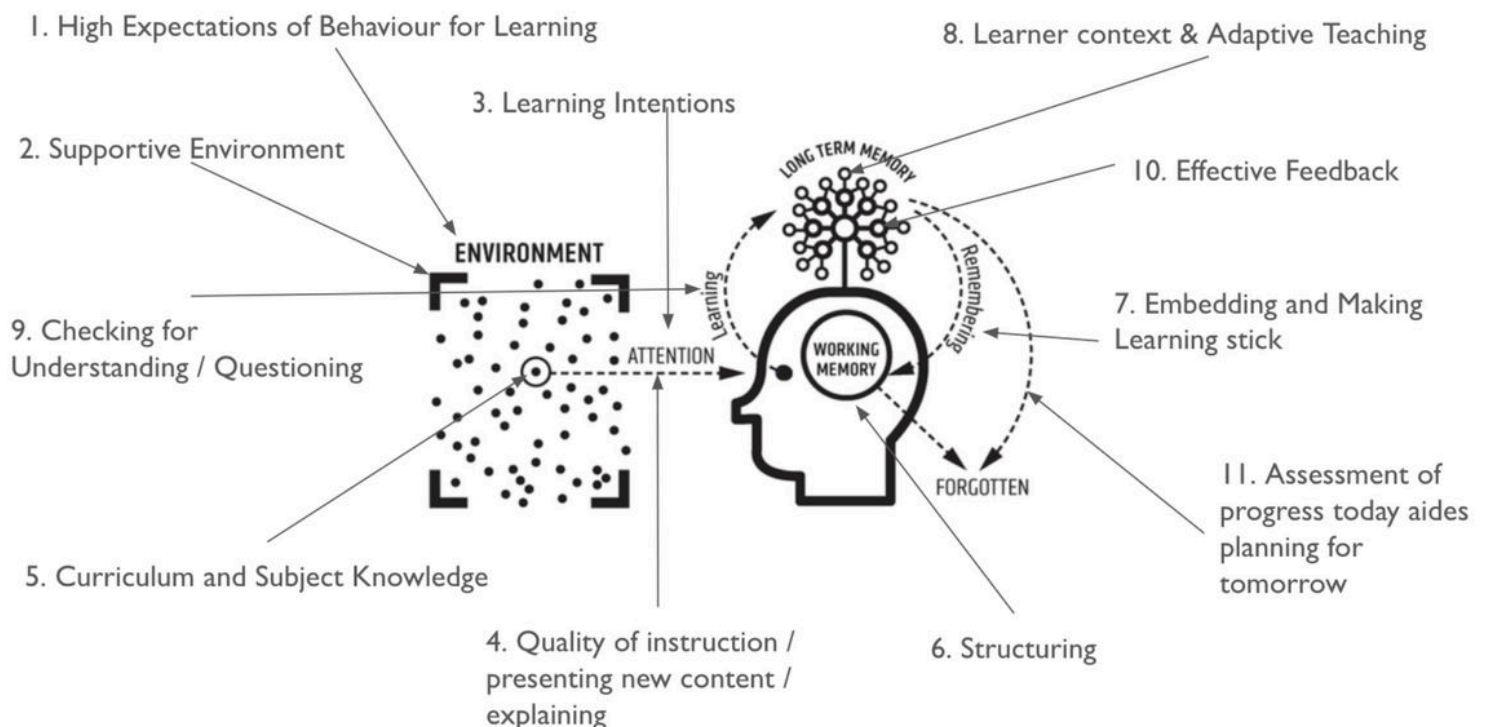 1. High Expectations of Behaviour for Learning
8. Learner context & Adaptive Teaching
3. Learning Intentions
2. Supportive Environment
LONG TERM MEMORY
10. Effective Feedback
ENVIRONMENT
Learning
Remembering
9. Checking for
Understanding / Questioning
ATTENTION
WORKING
MEMORY
7. Embedding and Making
Learning stick
FORGOTTEN
11. Assessment of
progress today aides
planning for
tomorrow
5. Curriculum and Subject Knowledge
4. Quality of instruction /
presenting new content /
explaining
6. Structuring